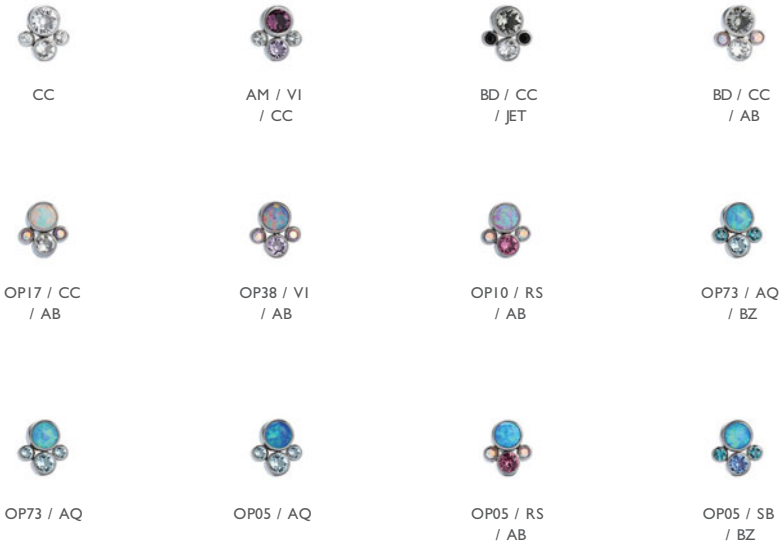 CC
AM / VI
/ CC
BD / CC
/ JET
BD / CC
/ AB
OP17 / CC
/ AB
OP38 / VI
/ AB
OP10 / RS
/ AB
OP73 / AQ
/ BZ
OP73 / AQ
OP05 / AQ
OP05 / RS
/ AB
OP05 / SB
/ BZ